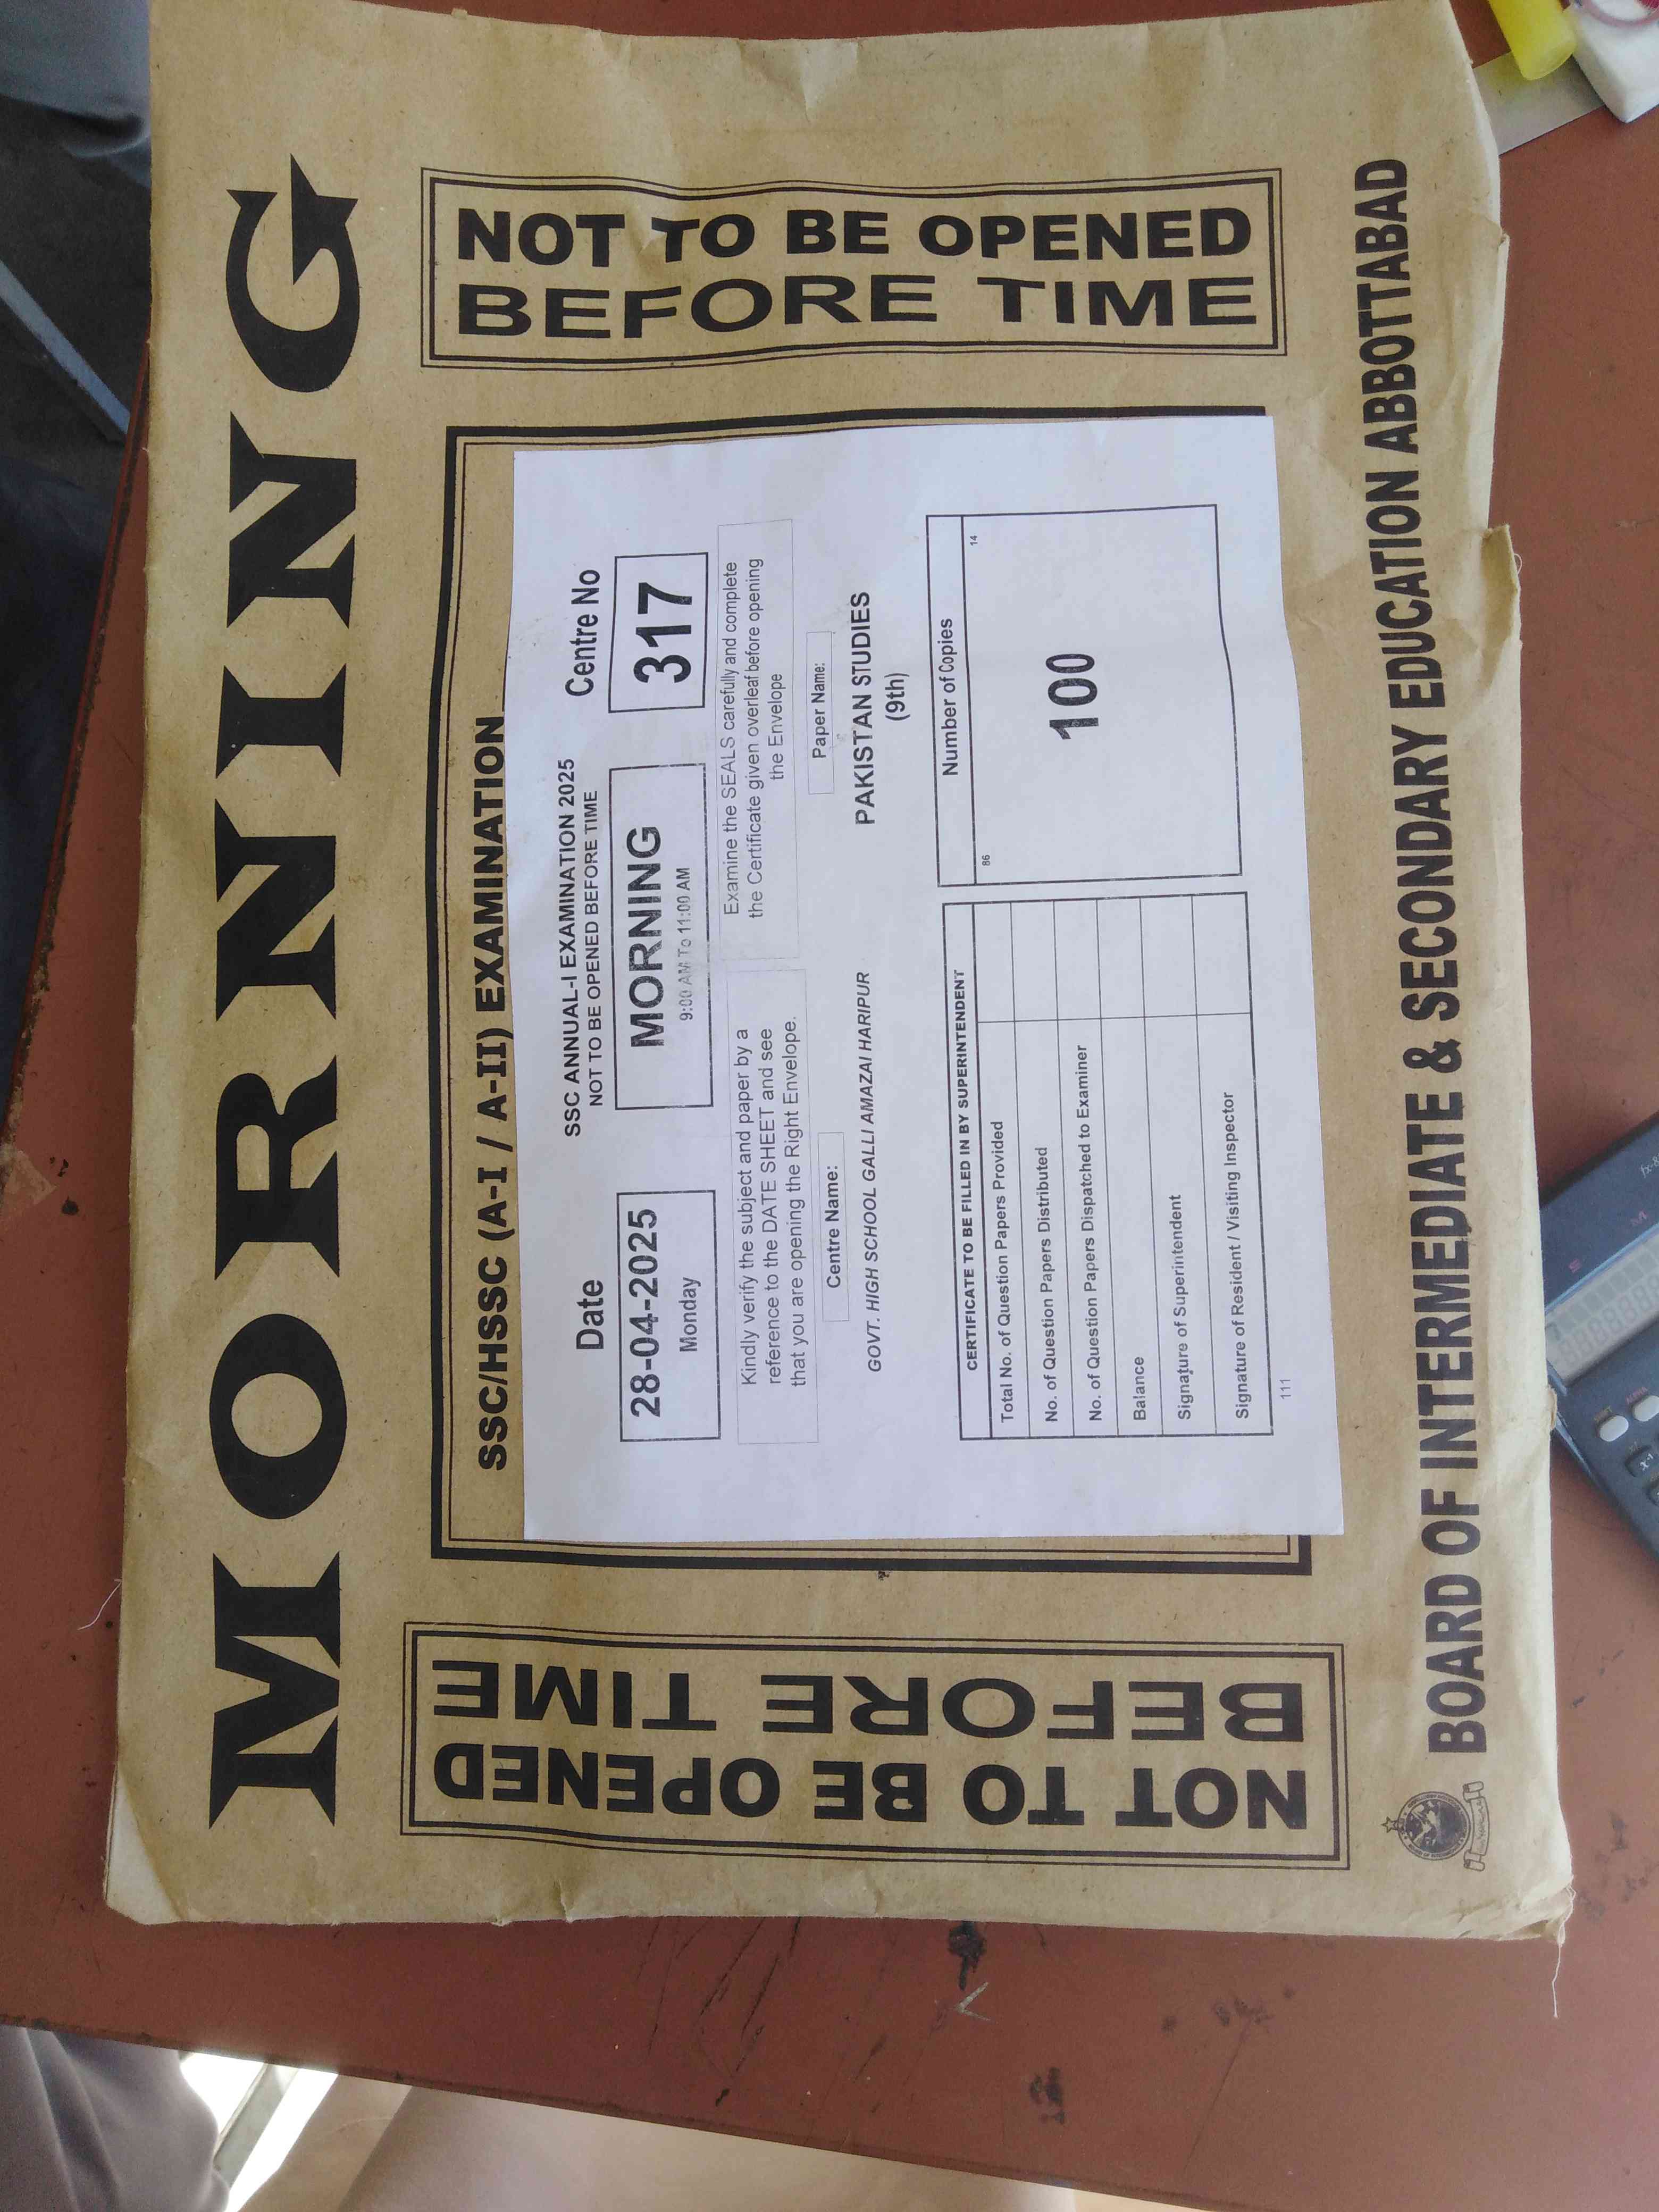 MORNING
NOT TO BE OPENED
BEFORE TIME
SSC/HSSC (A-I / A-II) EXAMINATION
Date
28-04-2025
Monday
SSC ANNUAL-I EXAMINATION 2025
NOT TO BE OPENED BEFORE TIME
MORNING
9:00 AM To 11:00 AM
Centre No
317
Kindly verify the subject and paper by a
reference to the DATE SHEET and see
that you are opening the Right Envelope.
Examine the SEALS carefully and complete
the Certificate given overleaf before opening
the Envelope
Centre Name:
GOVT. HIGH SCHOOL GALLI AMAZAI HARIPUR
Paper Name:
PAKISTAN STUDIES
(9th)
CERTIFICATE TO BE FILLED IN BY SUPERINTENDENT
Total No. of Question Papers Provided
No. of Question Papers Distributed
No. of Question Papers Dispatched to Examiner
Balance
Signature of Superintendent
Signature of Resident / Visiting Inspector
111
Number of Copies
86 14
100
NOT TO BE OPENED
BEFORE TIME
BOARD OF INTERMEDIATE & SECONDARY EDUCATION ABBOTTABAD